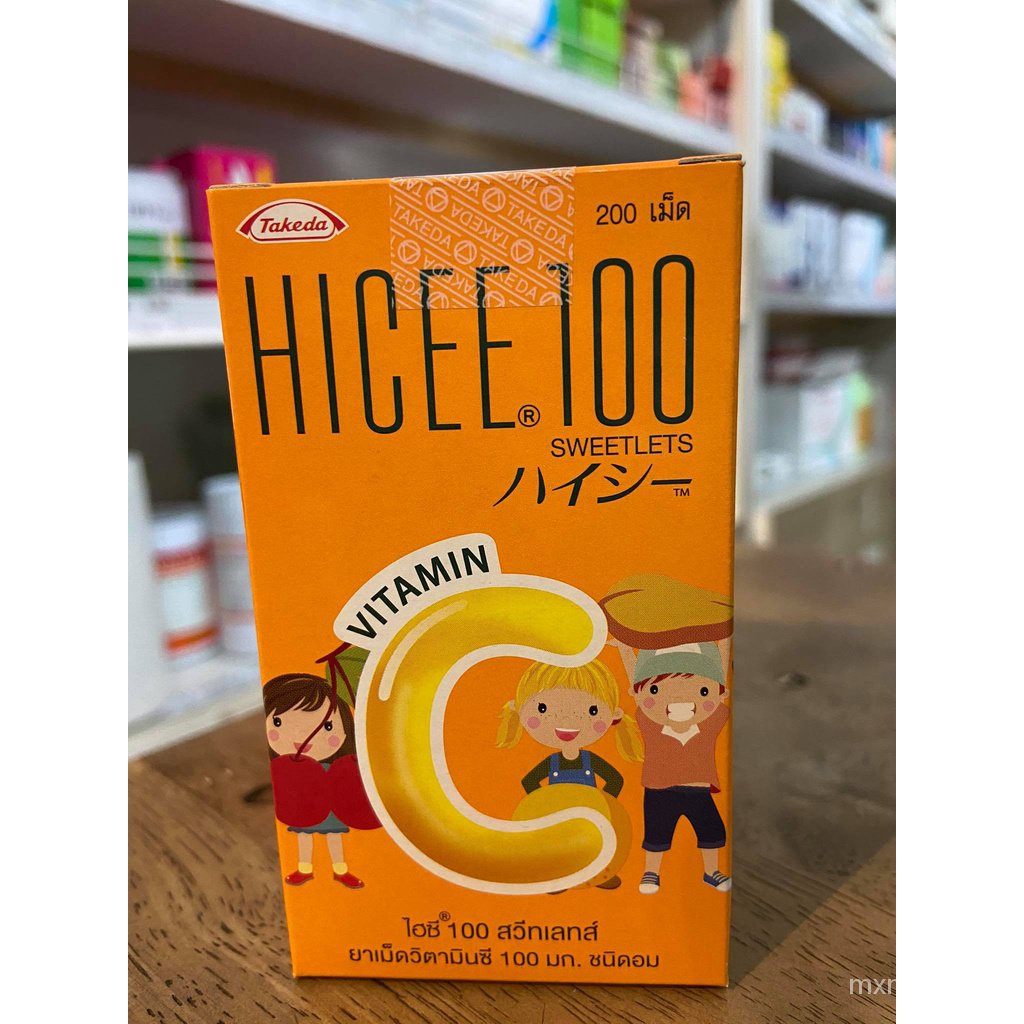 Takeda
TAKEDA
200 เม็ด
HICEE® 100
SWEETLETS
ハイシー™
VITAMIN
C
ไฮซี® 100 สวีทเลทส์
ยาเม็ดวิตามินซี 100 มก. ชนิดอม